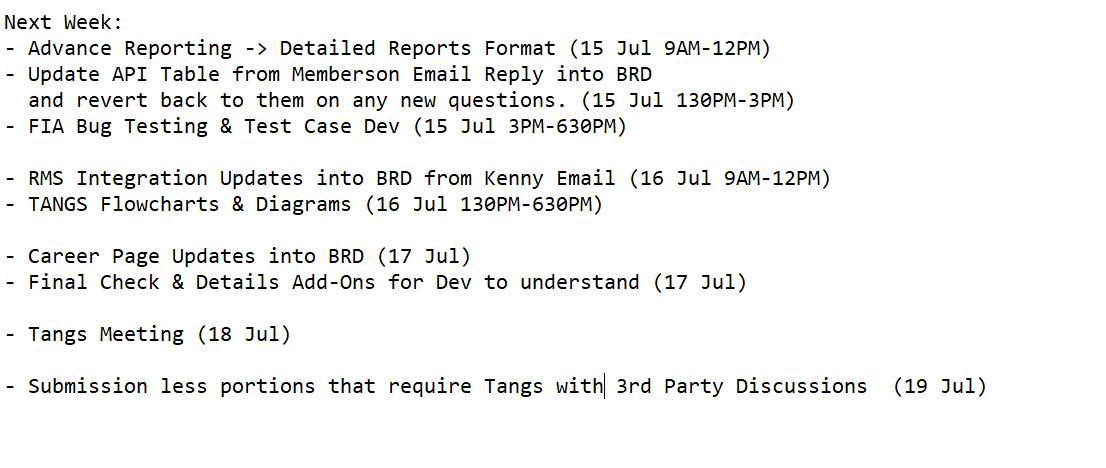 Next Week:
- Advance Reporting -> Detailed Reports Format (15 Jul 9AM-12PM)
- Update API Table from Memberson Email Reply into BRD
  and revert back to them on any new questions. (15 Jul 130PM-3PM)
- FIA Bug Testing & Test Case Dev (15 Jul 3PM-630PM)
- RMS Integration Updates into BRD from Kenny Email (16 Jul 9AM-12PM)
- TANGS Flowcharts & Diagrams (16 Jul 130PM-630PM)
- Career Page Updates into BRD (17 Jul)
- Final Check & Details Add-Ons for Dev to understand (17 Jul)
- Tangs Meeting (18 Jul)
- Submission less portions that require Tangs with 3rd Party Discussions  (19 Jul)